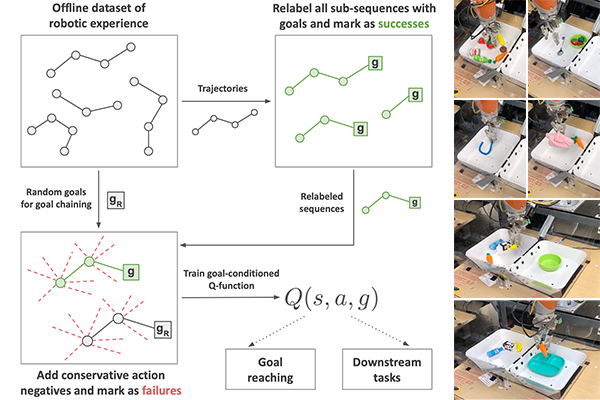 Offline dataset of
robotic experience
Relabel all sub-sequences with
goals and mark as successes
g
g
g
Trajectories
Random goals
for goal chaining
gR
Relabeled
sequences
g
g
gR
Train goal-conditioned
Q-function
Q(s, a, g)
Add conservative action
negatives and mark as failures
Goal
reaching
Downstream
tasks